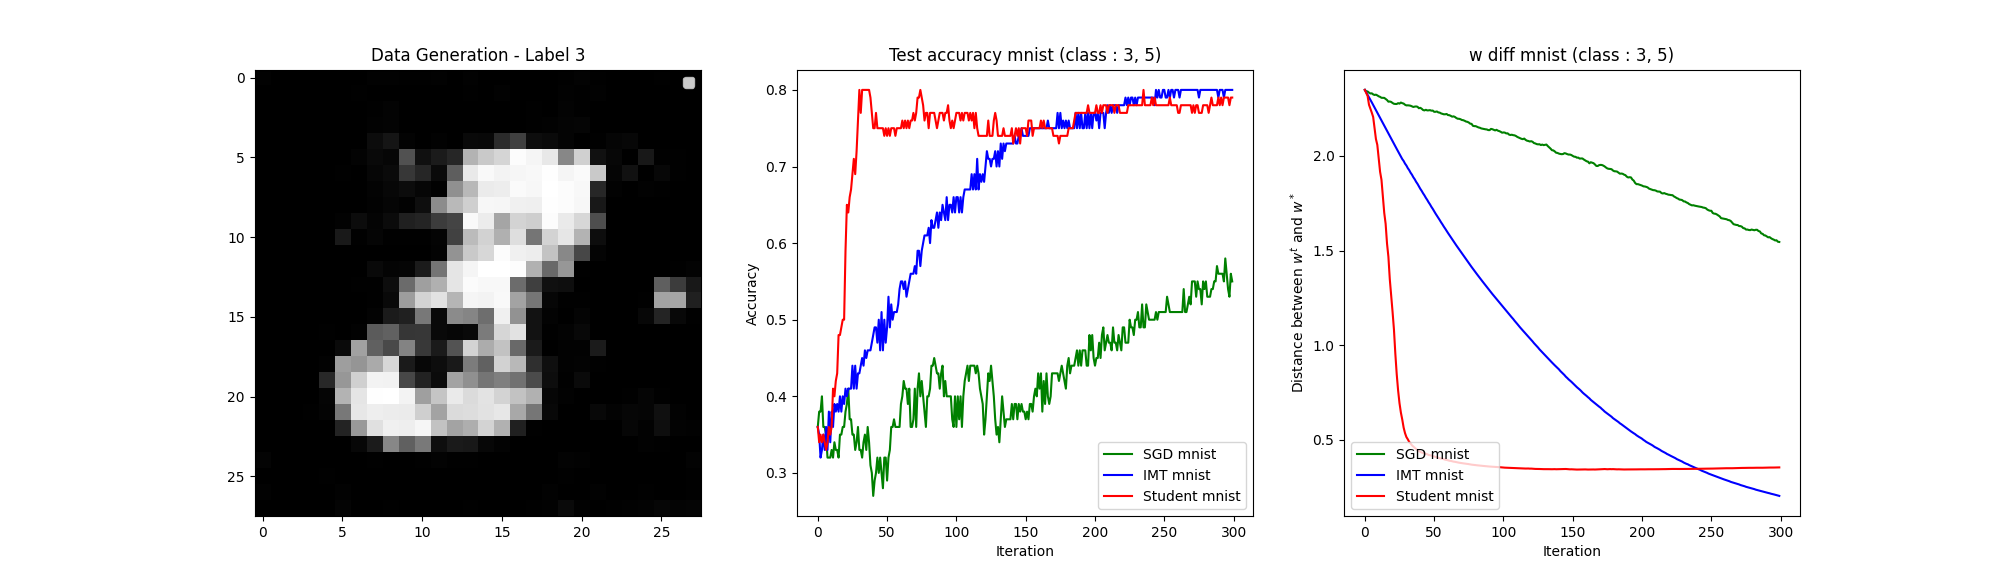 Data Generation - Label 3
0
5
10
15
20
25
0 5 10 15 20 25
Test accuracy mnist (class : 3, 5)
Accuracy
0.8
0.7
0.6
0.5
0.4
0.3
SGD mnist
IMT mnist
Student mnist
0 50 100 150 200 250 300
Iteration
w diff mnist (class : 3, 5)
Distance between w^t and w^*
2.0
1.5
1.0
0.5
SGD mnist
IMT mnist
Student mnist
0 50 100 150 200 250 300
Iteration